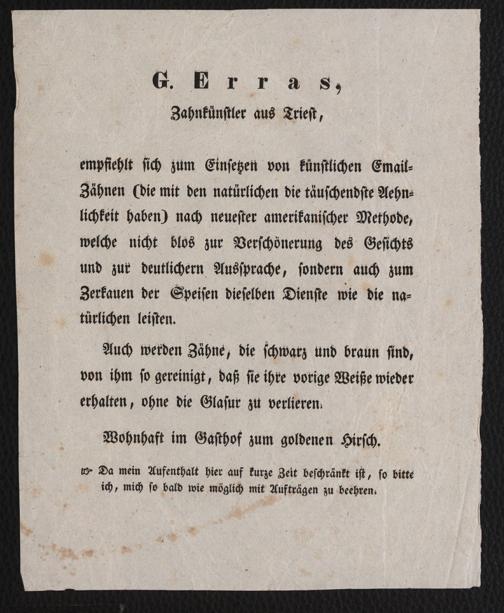 G. Erras,
Zahnkünstler aus Triest,
empfiehlt sich zum Einsetzen von künstlichen Email-
Zähnen (die mit den natürlichen die täuschendste Aehn-
lichkeit haben) nach neuester amerikanischer Methode,
welche nicht blos zur Verschönerung des Gesichts
und zur deutlichern Aussprache, sondern auch zum
Zerkauen der Speisen dieselben Dienste wie die na-
türlichen leisten.
Auch werden Zähne, die schwarz und braun sind,
von ihm so gereinigt, daß sie ihre vorige Weiße wieder
erhalten, ohne die Glasur zu verlieren.
Wohnhaft im Gasthof zum goldenen Hirsch.
☞ Da mein Aufenthalt hier auf kurze Zeit beschränkt ist, so bitte
ich, mich so bald wie möglich mit Aufträgen zu beehren.